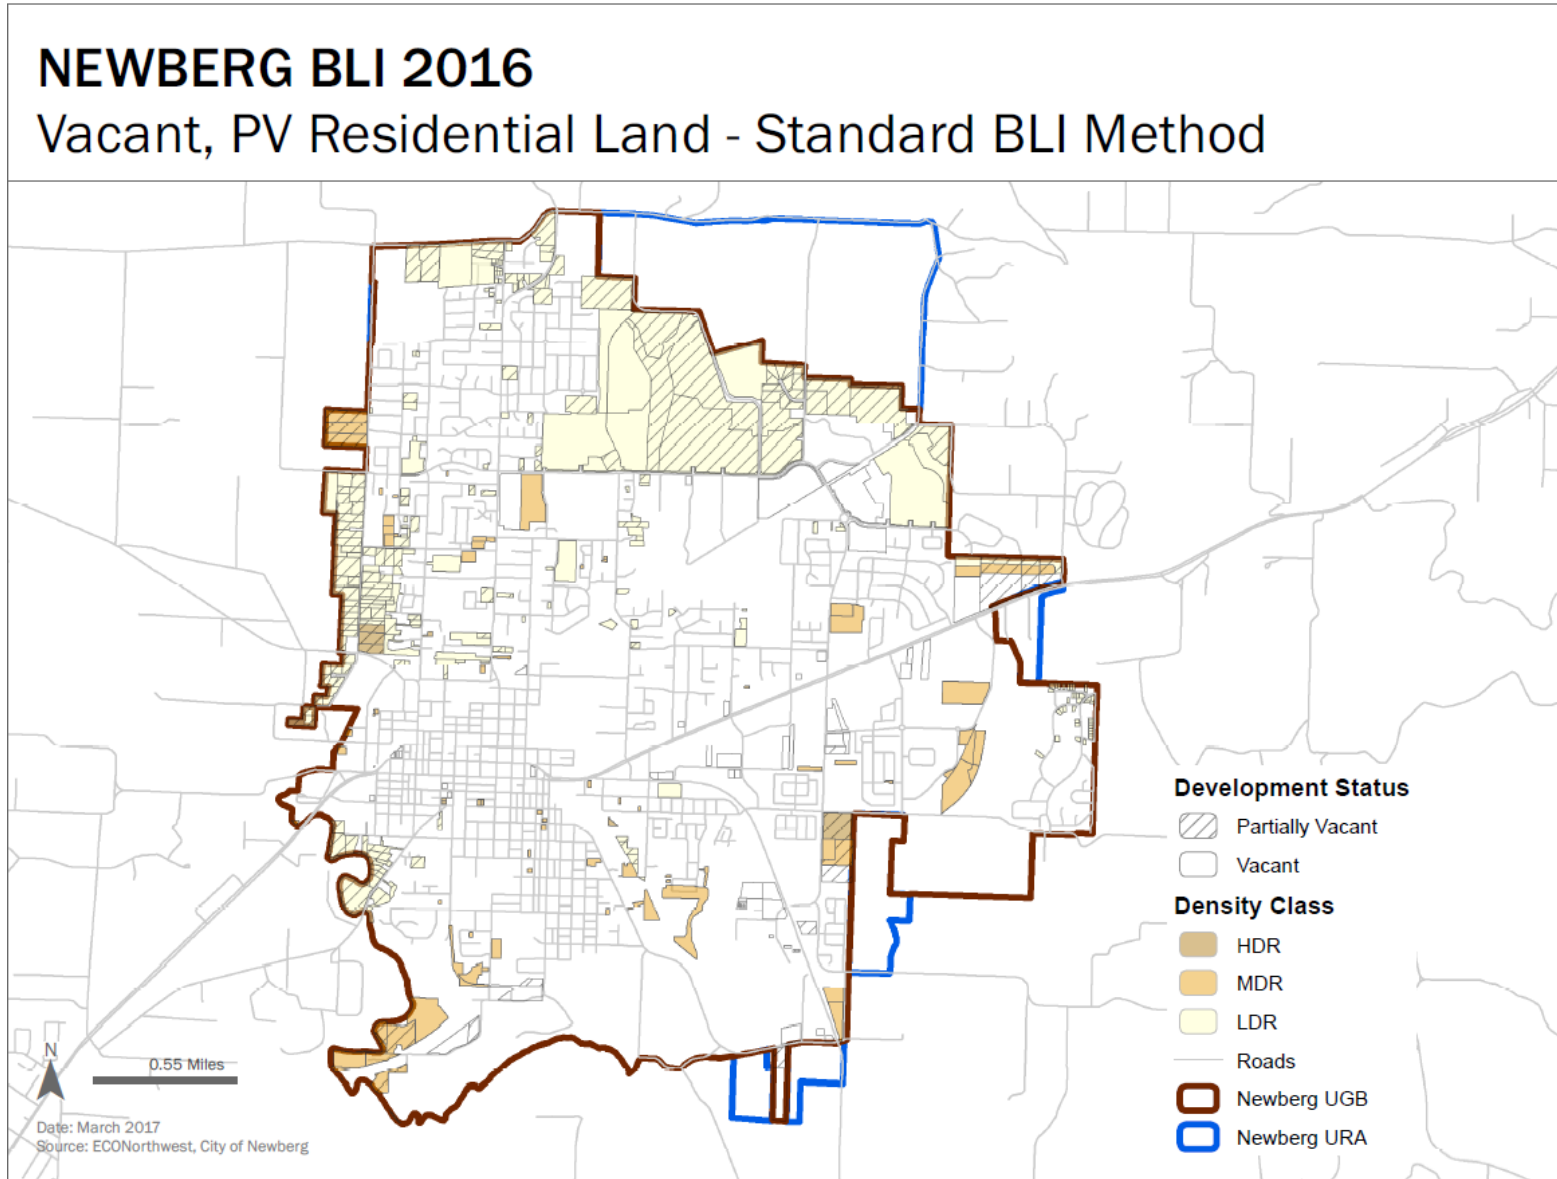 NEWBERG BLI 2016
Vacant, PV Residential Land - Standard BLI Method
Development Status
Partially Vacant
Vacant
Density Class
HDR
MDR
LDR
Roads
Newberg UGB
Newberg URA
N
0.55 Miles
Date: March 2017
Source: ECONorthwest, City of Newberg